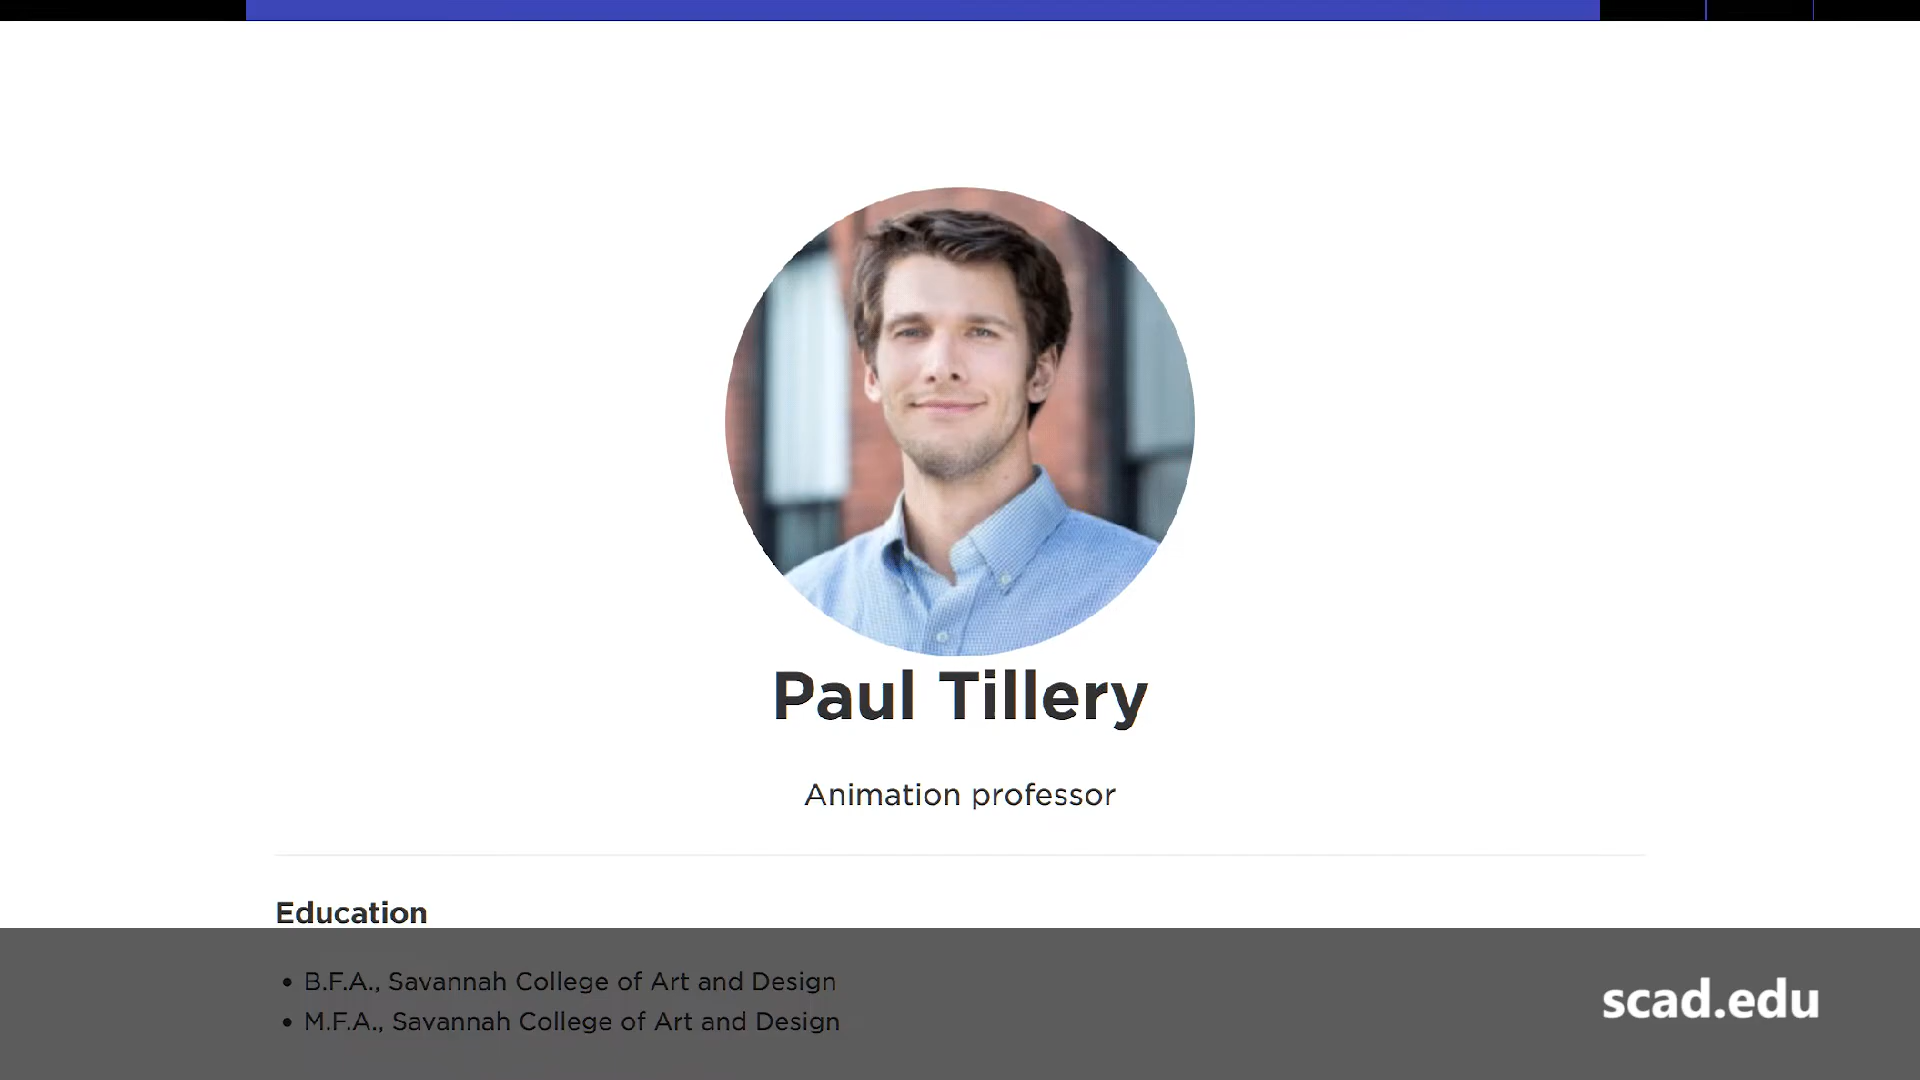 Paul Tillery
Animation professor
Education
• B.F.A., Savannah College of Art and Design
• M.F.A., Savannah College of Art and Design
scad.edu